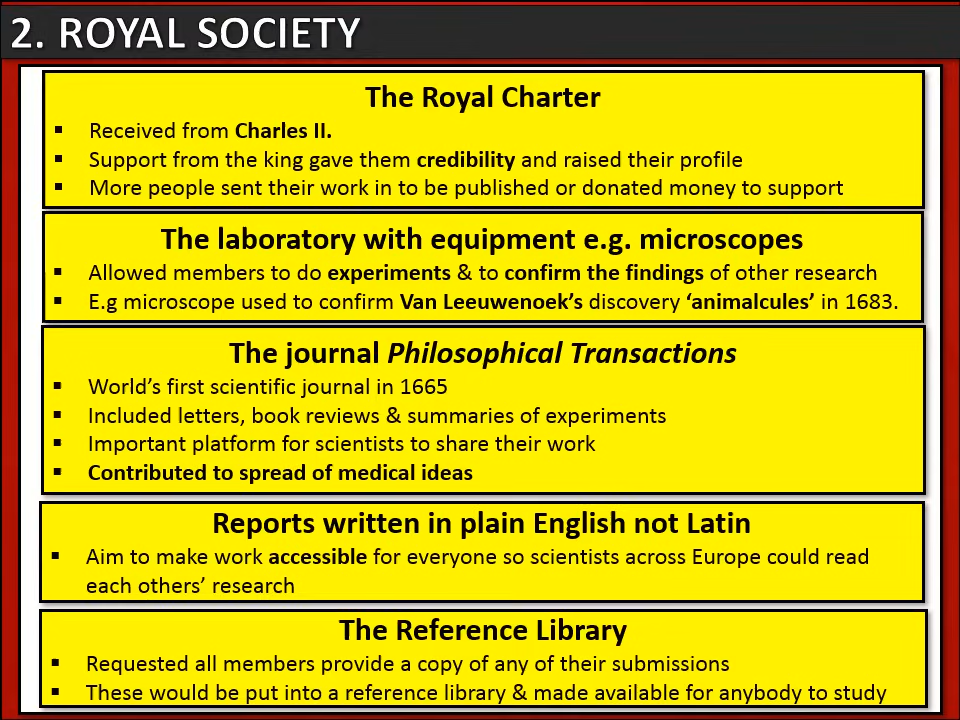 2. ROYAL SOCIETY
The Royal Charter
▪ Received from Charles II.
▪ Support from the king gave them credibility and raised their profile
▪ More people sent their work in to be published or donated money to support
The laboratory with equipment e.g. microscopes
▪ Allowed members to do experiments & to confirm the findings of other research
▪ E.g microscope used to confirm Van Leeuwenoek's discovery ‘animalcules’ in 1683.
The journal Philosophical Transactions
▪ World’s first scientific journal in 1665
▪ Included letters, book reviews & summaries of experiments
▪ Important platform for scientists to share their work
▪ Contributed to spread of medical ideas
Reports written in plain English not Latin
▪ Aim to make work accessible for everyone so scientists across Europe could read
each others’ research
The Reference Library
▪ Requested all members provide a copy of any of their submissions
▪ These would be put into a reference library & made available for anybody to study